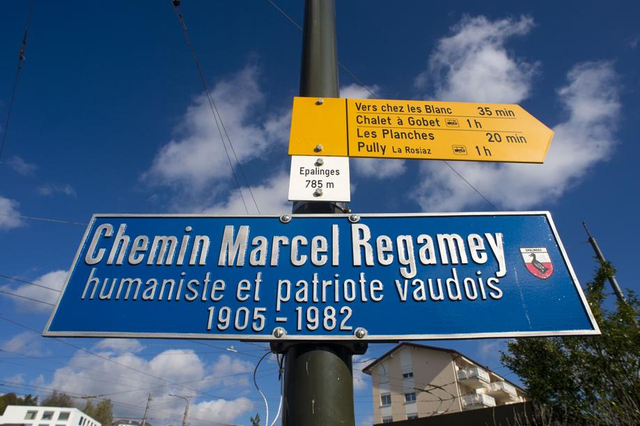 Vers chez les Blanc 35 min
Chalet à Gobet 1 h
Les Planches 20 min
Pully La Rosiaz 1 h
Epalinges
785 m
Chemin Marcel Regamey
humaniste et patriote vaudois
1905 - 1982